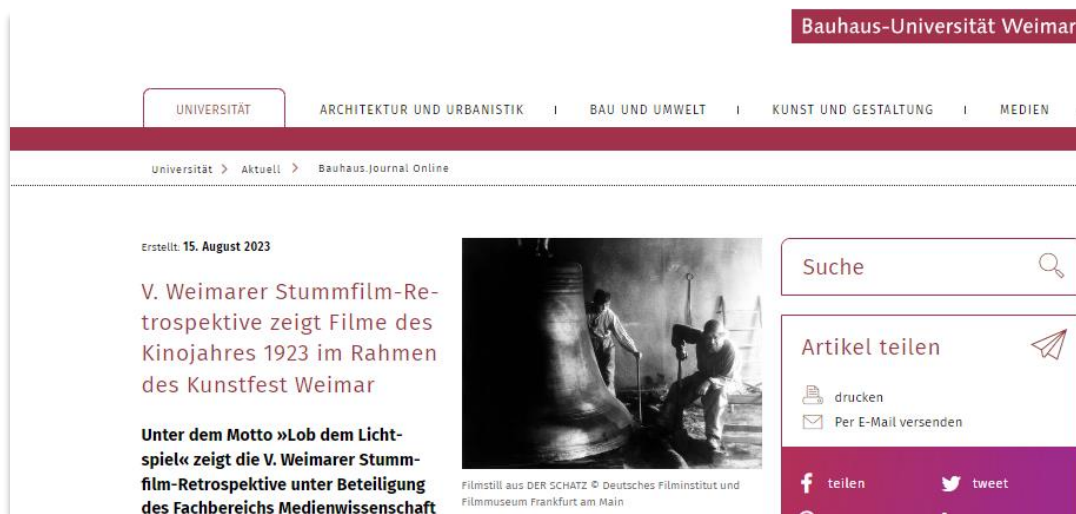 Bauhaus-Universität Weimar
UNIVERSITÄT
ARCHITEKTUR UND URBANISTIK
BAU UND UMWELT
KUNST UND GESTALTUNG
MEDIEN
Universität
Aktuell
Bauhaus.Journal Online
Erstellt: 15. August 2023
V. Weimarer Stummfilm-Re-
trospektive zeigt Filme des
Kinojahres 1923 im Rahmen
des Kunstfest Weimar
Unter dem Motto »Lob dem Licht-
spiel« zeigt die V. Weimarer Stumm-
film-Retrospektive unter Beteiligung
des Fachbereichs Medienwissenschaft
Filmstill aus DER SCHATZ © Deutsches Filminstitut und
Filmmuseum Frankfurt am Main
Suche
Artikel teilen
drucken
Per E-Mail versenden
teilen
tweet